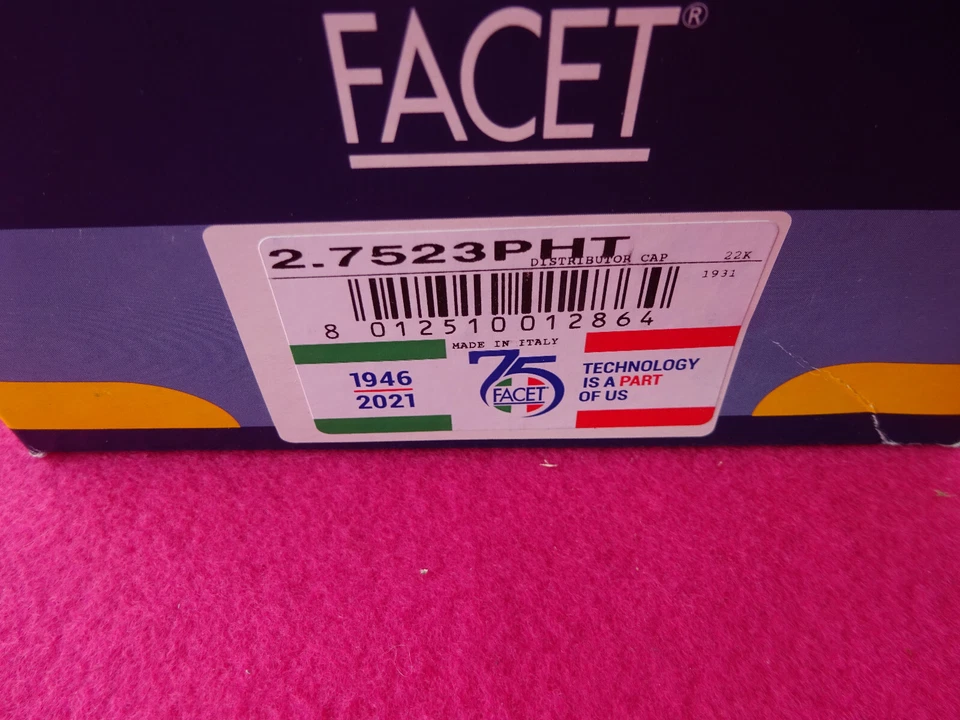 FACET®
2.7523PHT
DISTRIBUTOR CAP 22K
1931
8 012510 012864
MADE IN ITALY
1946
2021
75
FACET
TECHNOLOGY
IS A PART
OF US